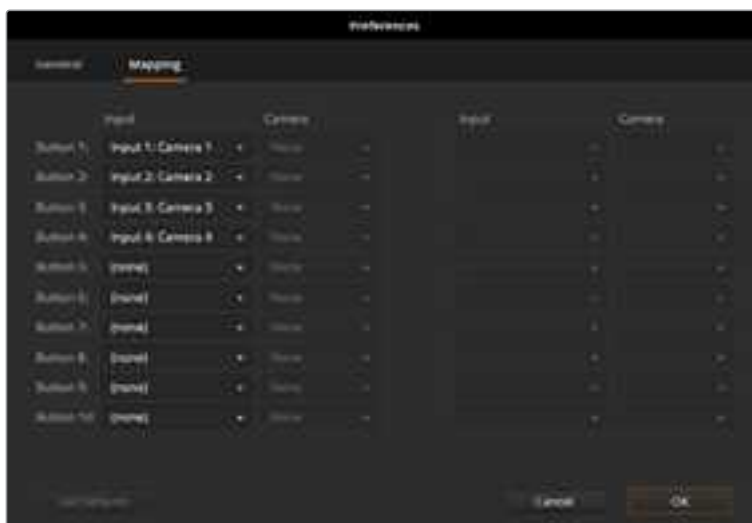 Preferences
General Mapping
Input Camera Input Camera
Button 1: Input 1: Camera 1 None
Button 2: Input 2: Camera 2 None
Button 3: Input 3: Camera 3 None
Button 4: Input 4: Camera 4 None
Button 5: (none) None
Button 6: (none) None
Button 7: (none) None
Button 8: (none) None
Button 9: (none) None
Button 10: (none) None
Cancel OK